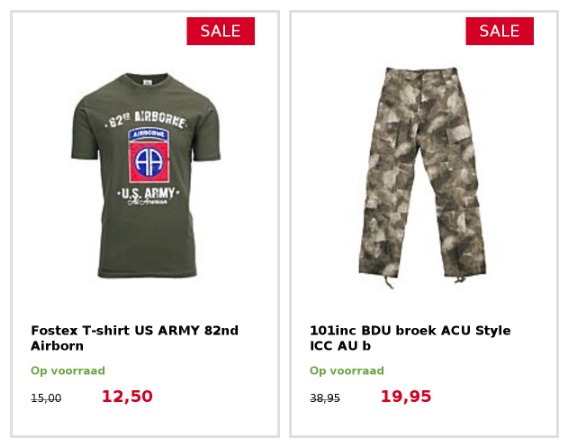 SALE
82ND AIRBORNE
AIRBORNE
AA
U.S. ARMY
All American
Fostex T-shirt US ARMY 82nd
Airborn
Op voorraad
15,00 12,50
SALE
101inc BDU broek ACU Style
ICC AU b
Op voorraad
38,95 19,95